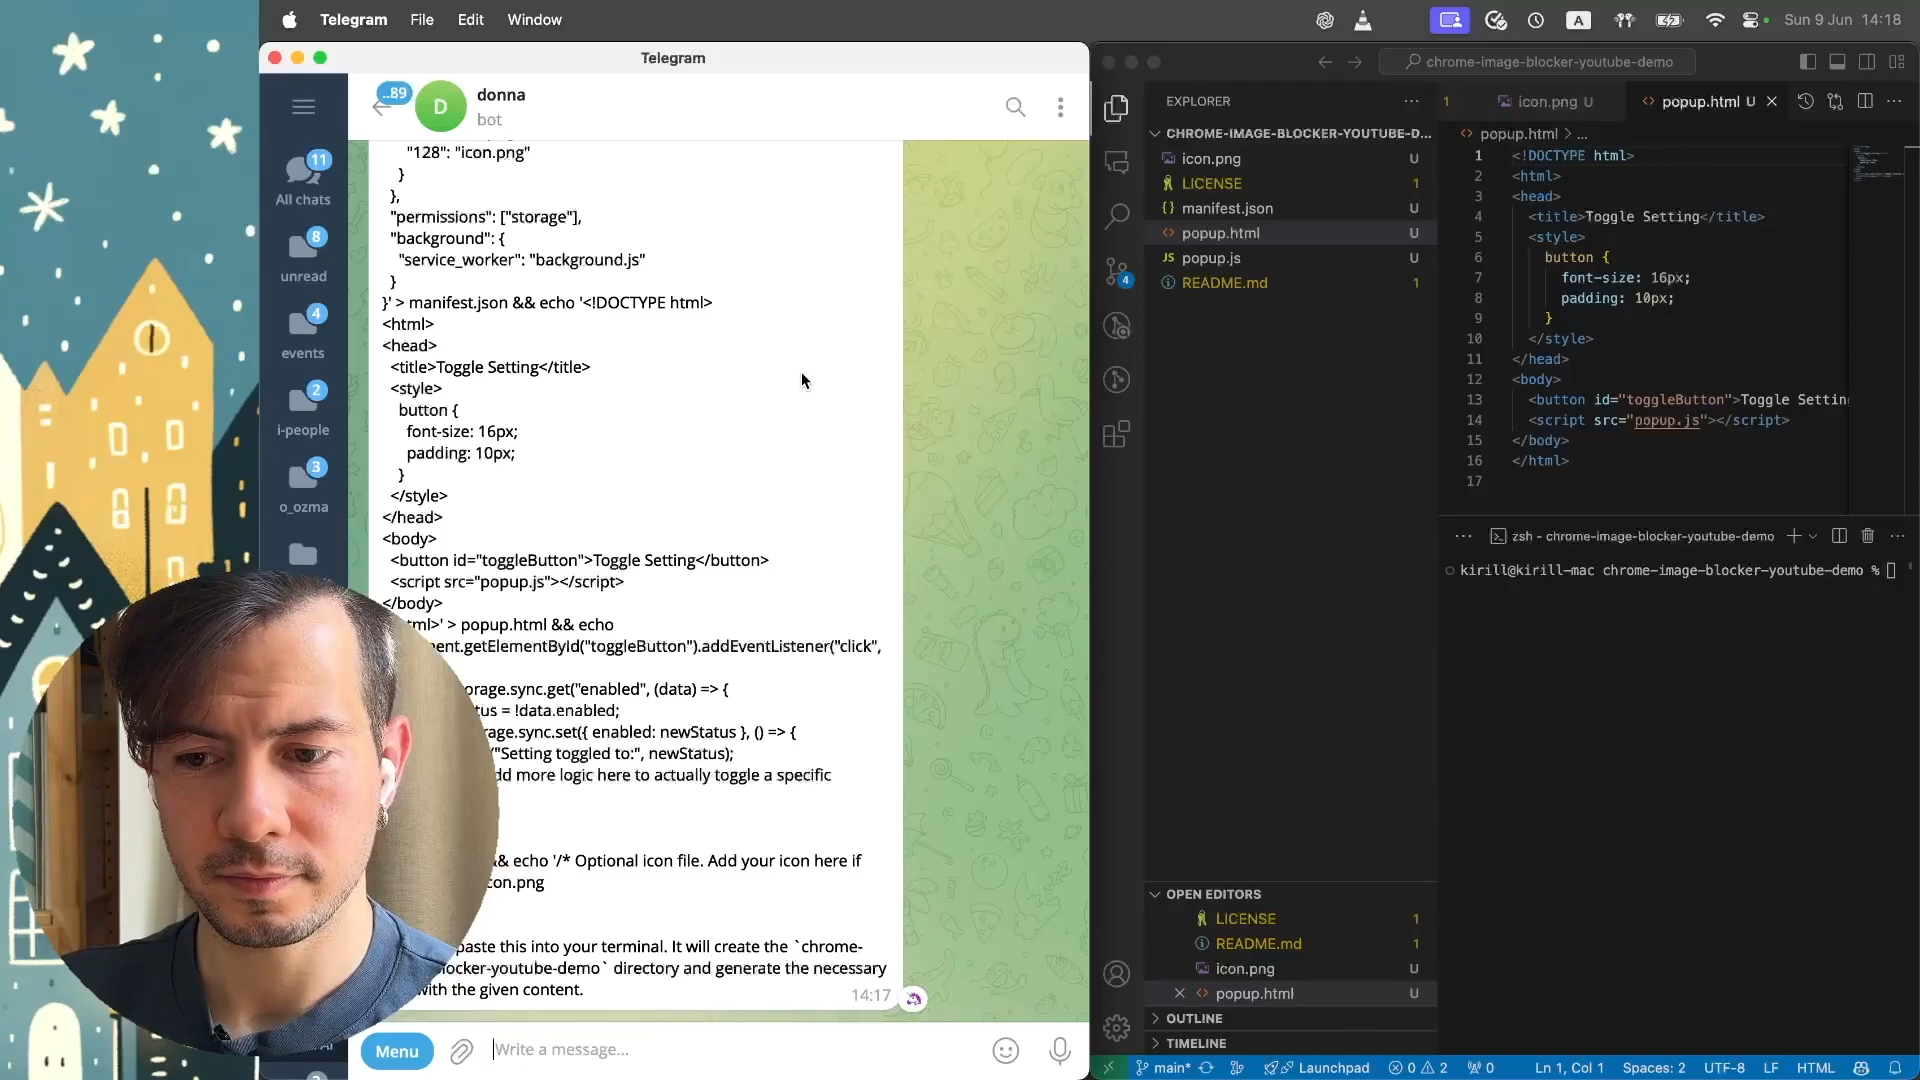 Telegram File Edit Window
A
Sun 9 Jun 14:18
Telegram
..89
D
donna
bot
11
All chats
8
unread
4
events
2
i-people
3
o_ozma
"128": "icon.png"
}
},
"permissions": ["storage"],
"background": {
"service_worker": "background.js"
}
}' > manifest.json && echo '<!DOCTYPE html>
<html>
<head>
<title>Toggle Setting</title>
<style>
button {
font-size: 16px;
padding: 10px;
}
</style>
</head>
<body>
<button id="toggleButton">Toggle Setting</button>
<script src="popup.js"></script>
</body>
' > popup.html && echo
.getElementById("toggleButton").addEventListener("click",
.sync.get("enabled", (data) => {
= !data.enabled;
.sync.set({ enabled: newStatus }, () => {
("Setting toggled to:", newStatus);
more logic here to actually toggle a specific
& echo '/* Optional icon file. Add your icon here if
paste this into your terminal. It will create the `chrome-
-youtube-demo` directory and generate the necessary
with the given content.
14:17
Menu
Write a message...
chrome-image-blocker-youtube-demo
EXPLORER
CHROME-IMAGE-BLOCKER-YOUTUBE-D...
icon.png U
LICENSE 1
manifest.json U
popup.html U
JS popup.js U
README.md 1
4
OPEN EDITORS
LICENSE 1
README.md 1
icon.png U
popup.html U
OUTLINE
TIMELINE
1
icon.png U
popup.html U
popup.html > ...
1 <!DOCTYPE html>
2 <html>
3 <head>
4 <title>Toggle Setting</title>
5 <style>
6 button {
7 font-size: 16px;
8 padding: 10px;
9 }
10 </style>
11 </head>
12 <body>
13 <button id="toggleButton">Toggle Settin
14 <script src="popup.js"></script>
15 </body>
16 </html>
17
zsh - chrome-image-blocker-youtube-demo
kirill@kirill-mac chrome-image-blocker-youtube-demo %
main* Launchpad 0 2 0 Ln 1, Col 1 Spaces: 2 UTF-8 LF HTML